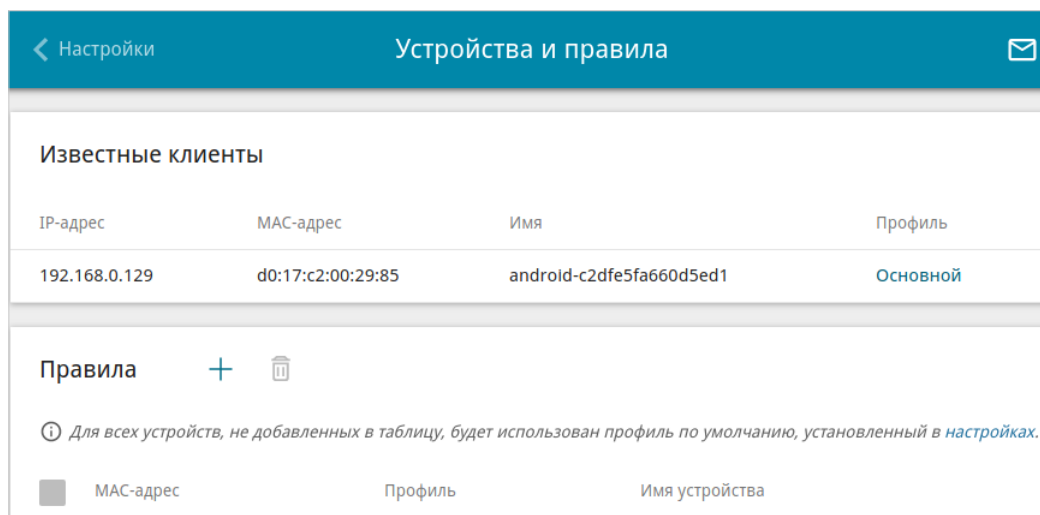 Настройки Устройства и правила
Известные клиенты
IP-адрес MAC-адрес Имя Профиль
192.168.0.129 d0:17:c2:00:29:85 android-c2dfe5fa660d5ed1 Основной
Правила
Для всех устройств, не добавленных в таблицу, будет использован профиль по умолчанию, установленный в настройках.
MAC-адрес Профиль Имя устройства